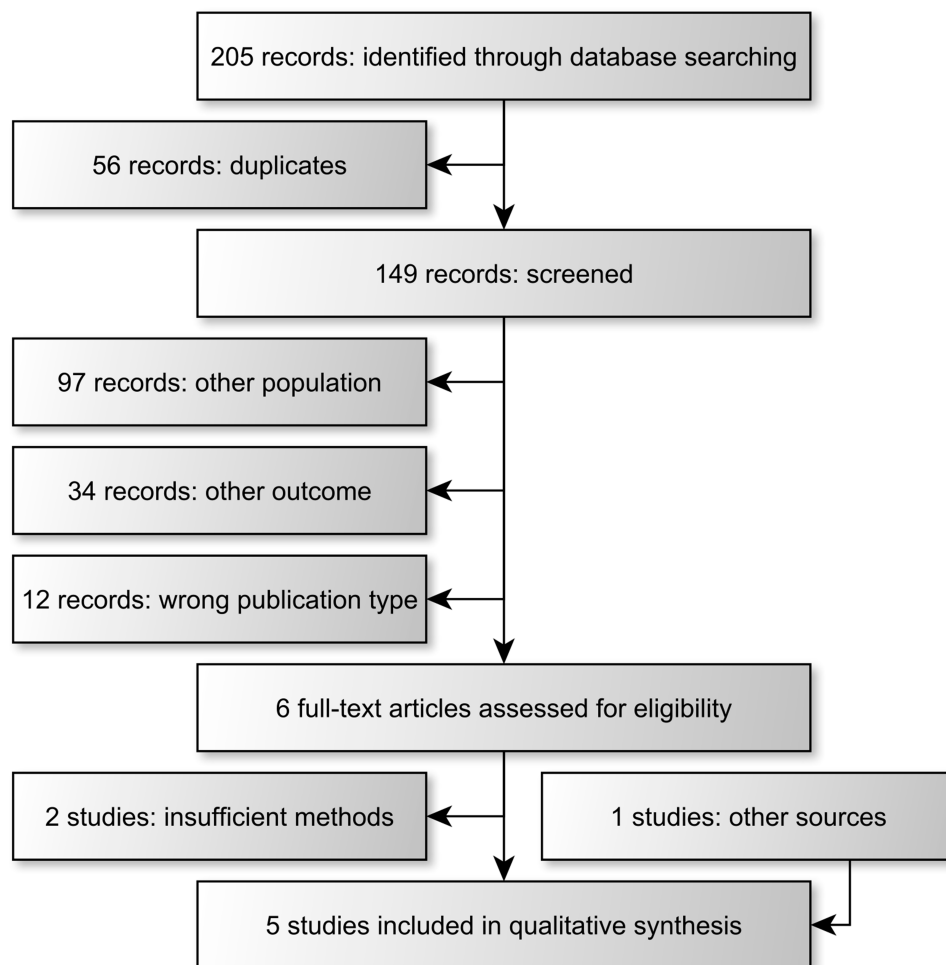 205 records: identified through database searching
56 records: duplicates
149 records: screened
97 records: other population
34 records: other outcome
12 records: wrong publication type
6 full-text articles assessed for eligibility
2 studies: insufficient methods
1 studies: other sources
5 studies included in qualitative synthesis